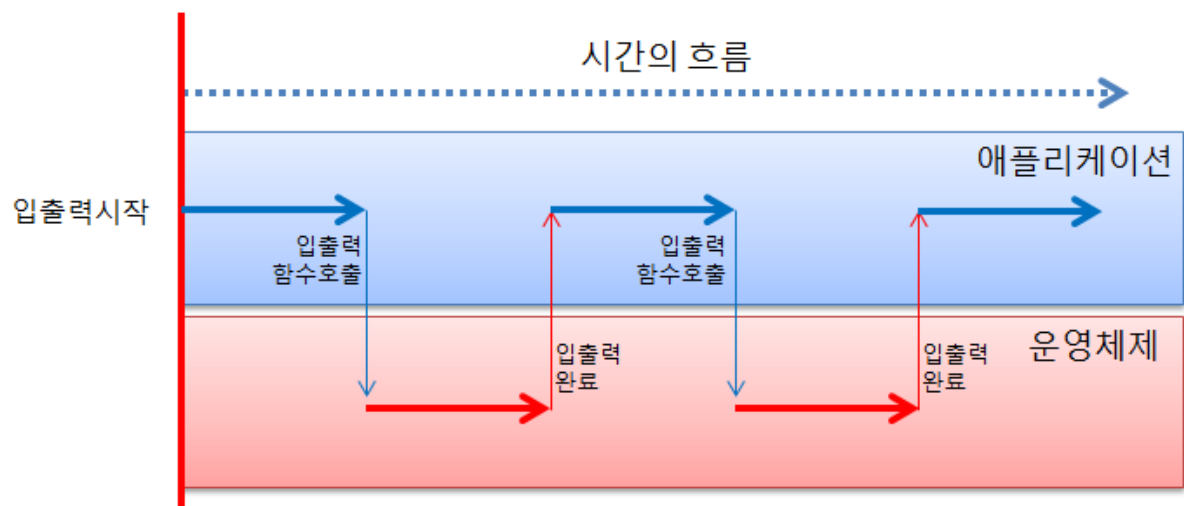 시간의 흐름
애플리케이션
입출력시작
입출력
함수호출
입출력
함수호출
운영체제
입출력
완료
입출력
완료